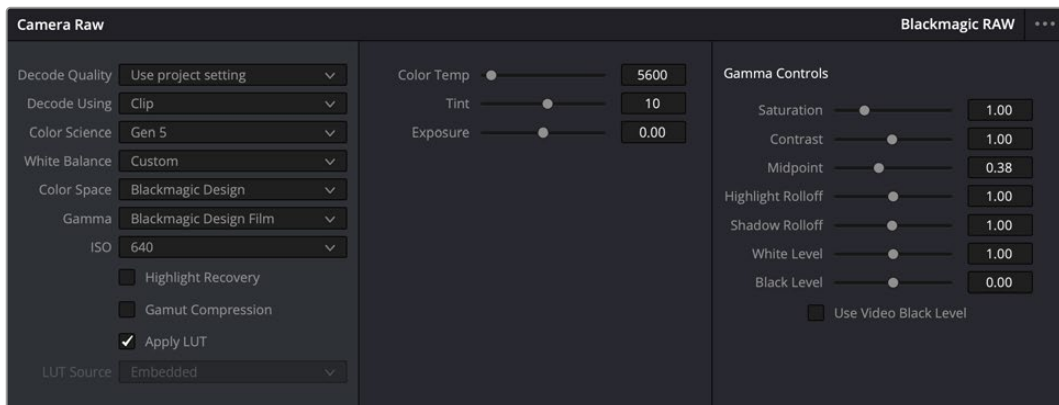 Camera Raw
Blackmagic RAW
Decode Quality Use project setting
Decode Using Clip
Color Science Gen 5
White Balance Custom
Color Space Blackmagic Design
Gamma Blackmagic Design Film
ISO 640
Highlight Recovery
Gamut Compression
Apply LUT
LUT Source Embedded
Color Temp 5600
Tint 10
Exposure 0.00
Gamma Controls
Saturation 1.00
Contrast 1.00
Midpoint 0.38
Highlight Rolloff 1.00
Shadow Rolloff 1.00
White Level 1.00
Black Level 0.00
Use Video Black Level